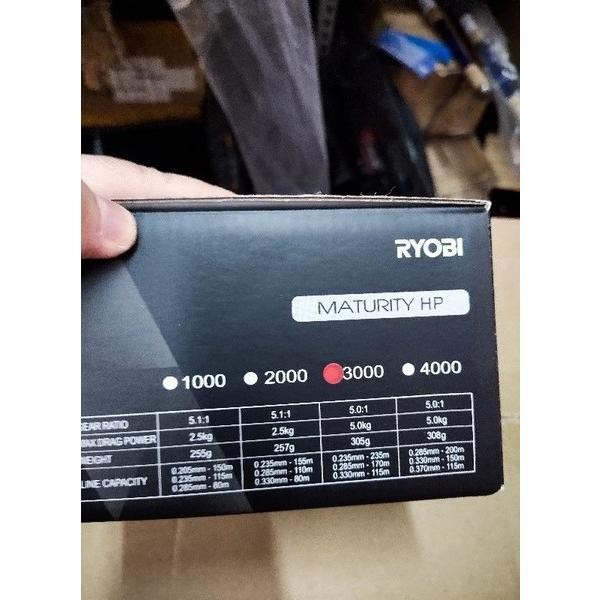 RYOBI
MATURITY HP
1000 2000 3000 4000
GEAR RATIO 5.1:1 5.1:1 5.0:1 5.0:1
MAX DRAG POWER 2.5kg 2.5kg 5.0kg 5.0kg
WEIGHT 255g 257g 305g 308g
LINE CAPACITY
0.205mm - 150m 0.235mm - 155m 0.235mm - 235m 0.285mm - 200m
0.235mm - 115m 0.285mm - 110m 0.285mm - 170m 0.330mm - 150m
0.285mm - 80m 0.330mm - 80m 0.330mm - 115m 0.370mm - 115m